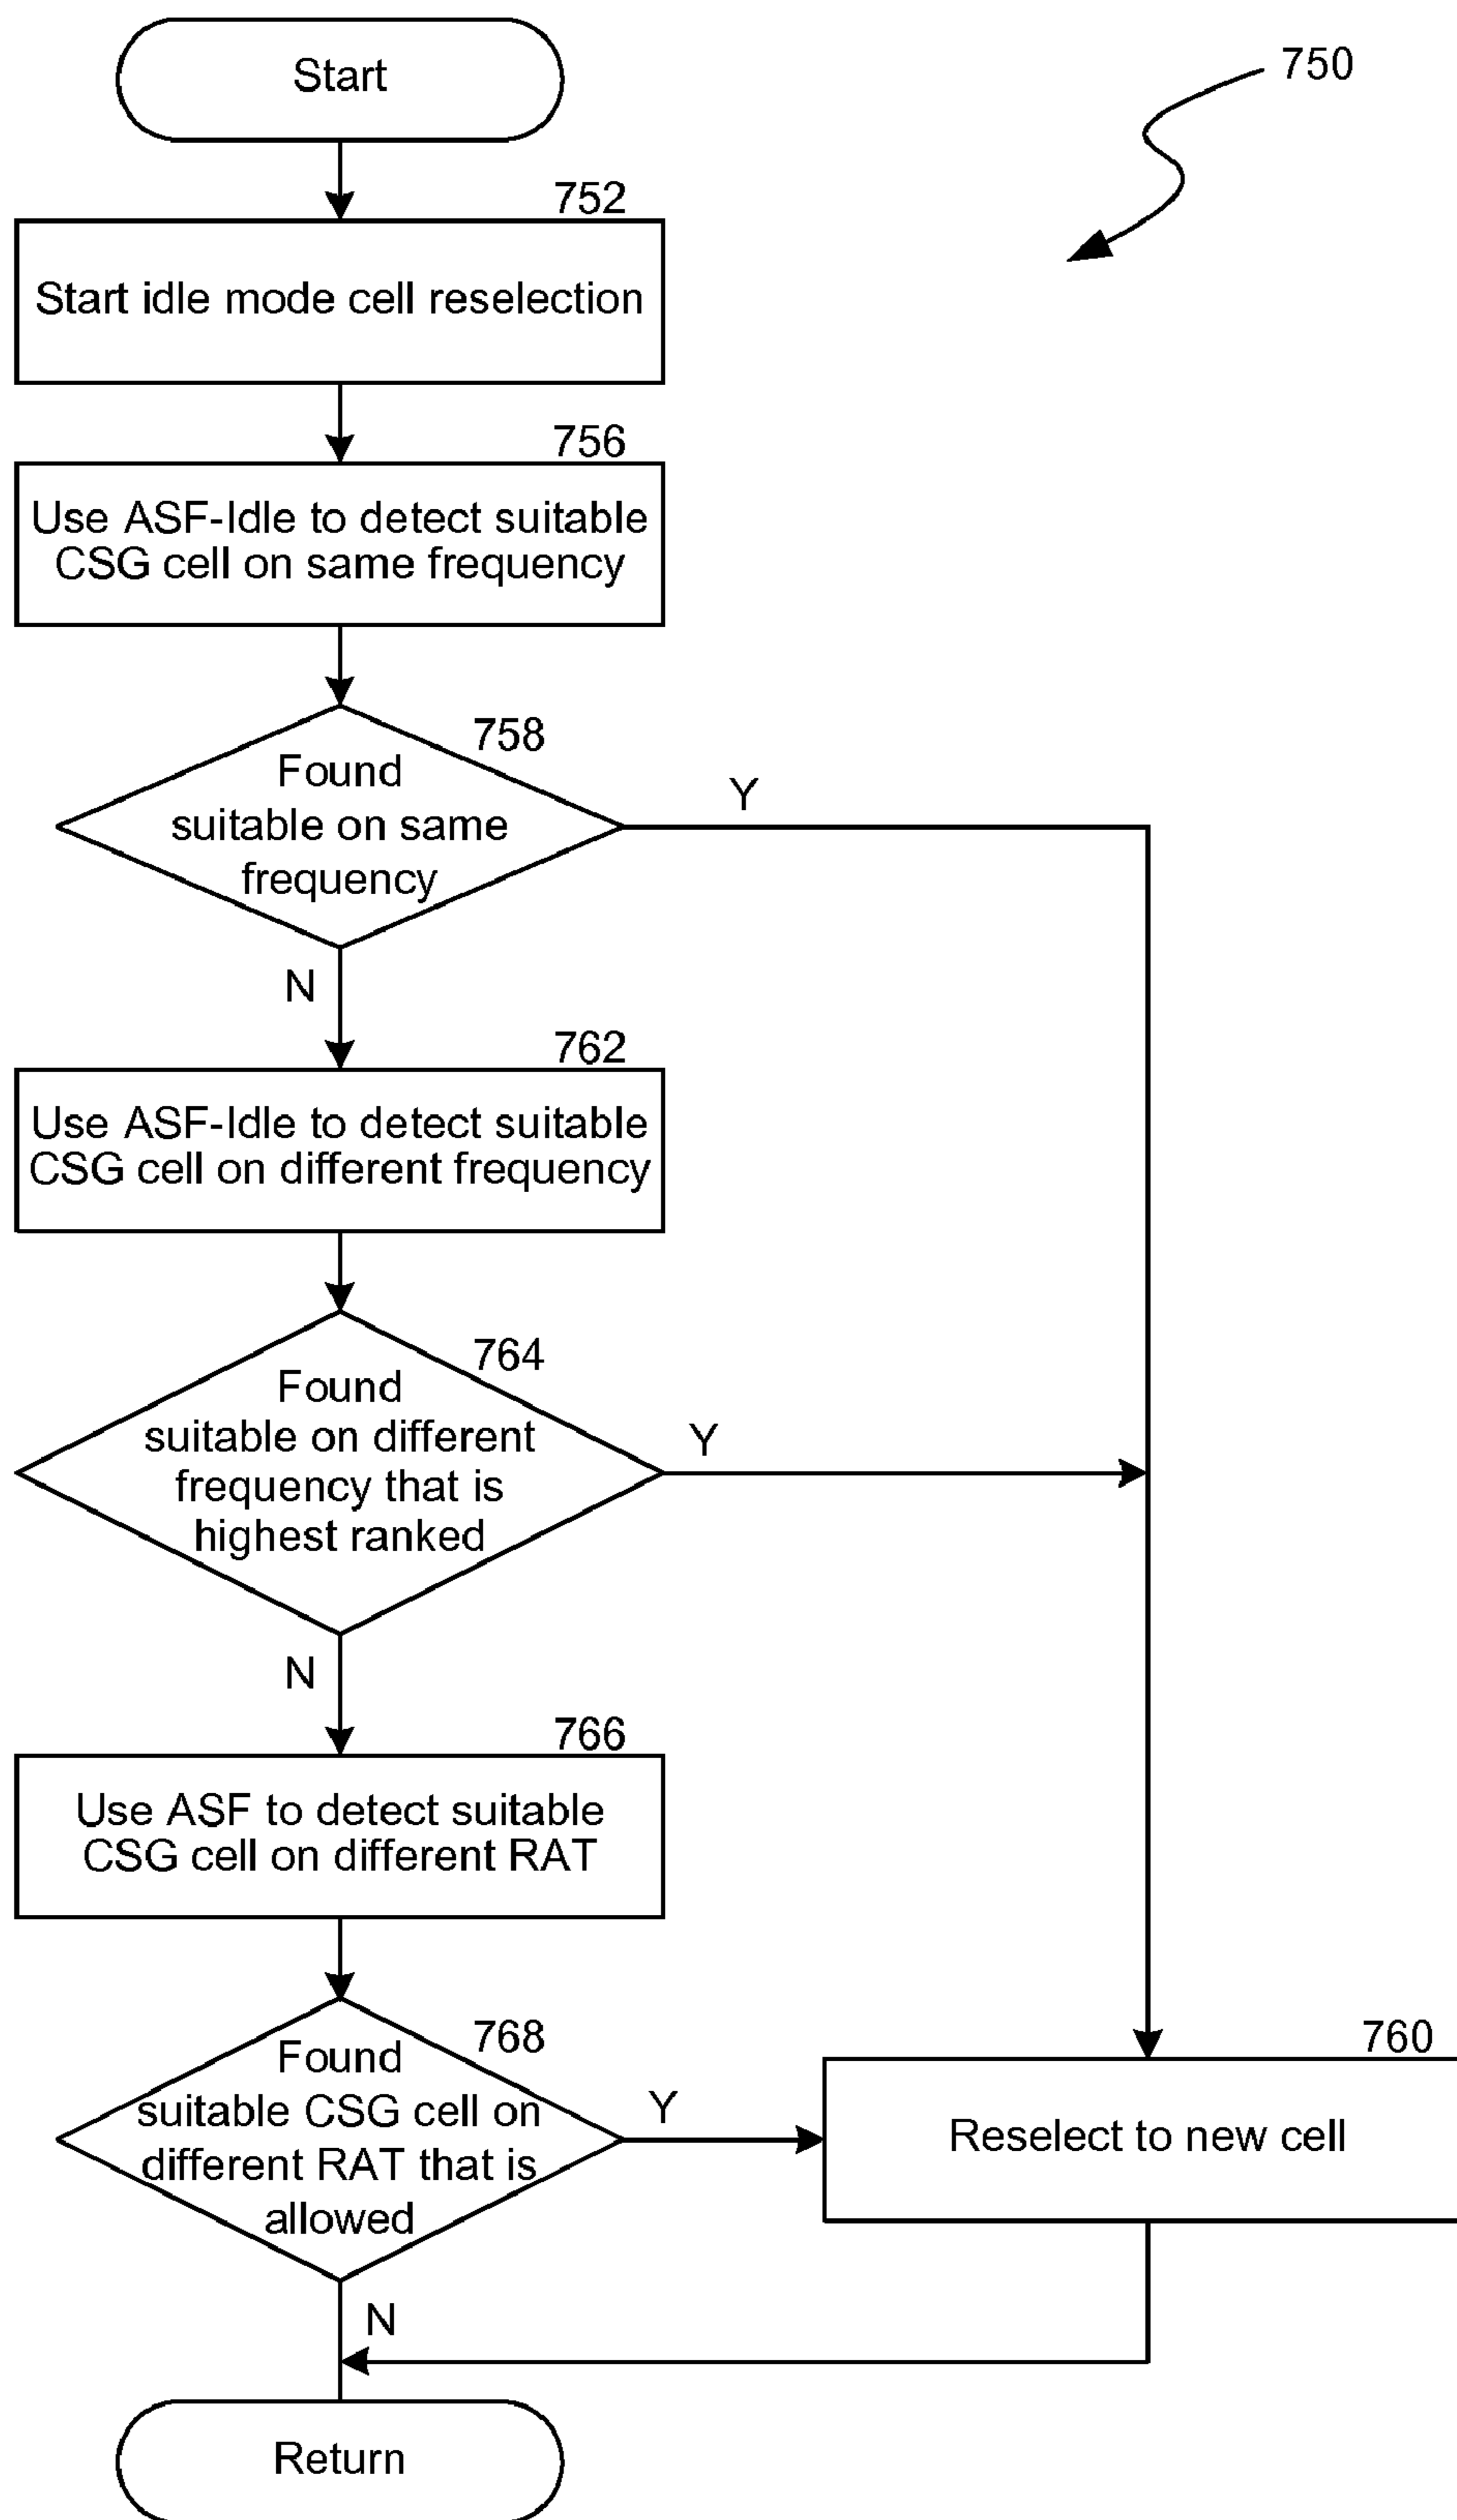 Start
750
752
Start idle mode cell reselection
756
Use ASF-Idle to detect suitable
CSG cell on same frequency
758
Found
suitable on same
frequency
Y
N
762
Use ASF-Idle to detect suitable
CSG cell on different frequency
764
Found
suitable on different
frequency that is
highest ranked
Y
N
766
Use ASF to detect suitable
CSG cell on different RAT
768
Found
suitable CSG cell on
different RAT that is
allowed
Y
760
Reselect to new cell
N
Return